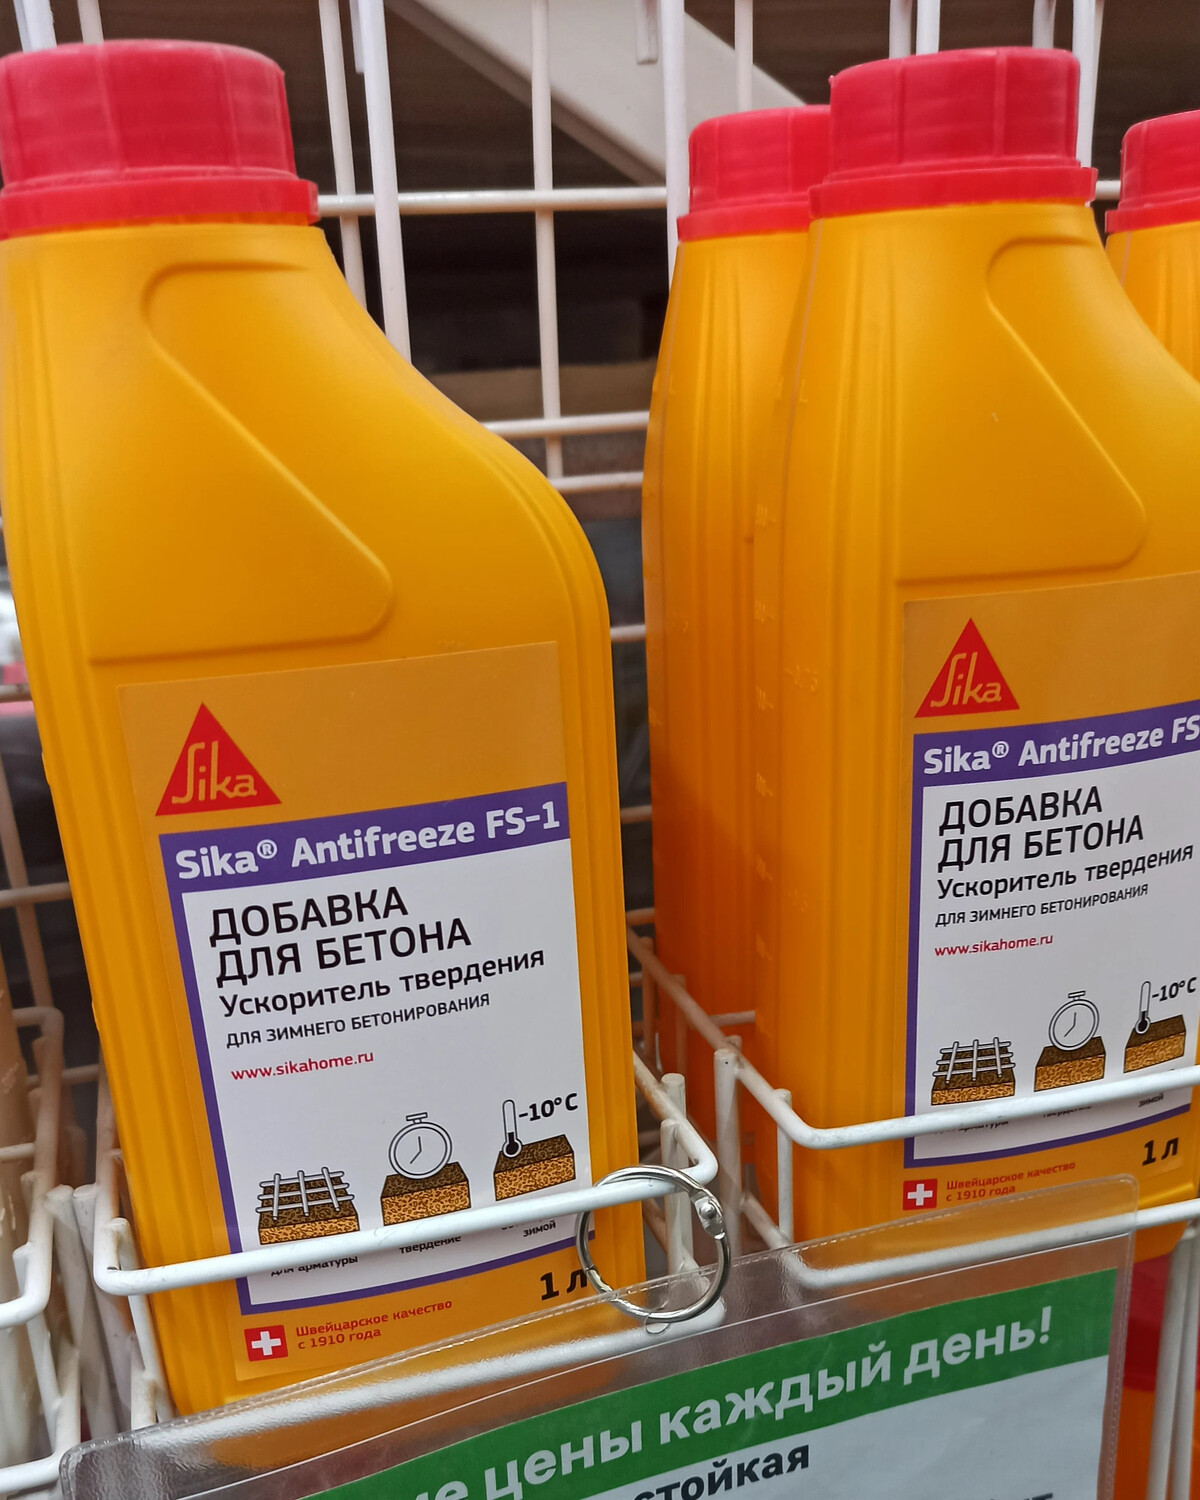 Sika
Sika® Antifreeze FS-1
ДОБАВКА
ДЛЯ БЕТОНА
Ускоритель твердения
ДЛЯ ЗИМНЕГО БЕТОНИРОВАНИЯ
www.sikahome.ru
-10°C
для арматуры
твердение
зимой
1 л
Швейцарское качество
с 1910 года
Sika
Sika® Antifreeze FS
ДОБАВКА
ДЛЯ БЕТОНА
Ускоритель твердения
ДЛЯ ЗИМНЕГО БЕТОНИРОВАНИЯ
www.sikahome.ru
-10°C
зимой
1 л
Швейцарское качество
с 1910 года
цены каждый день!
стойкая